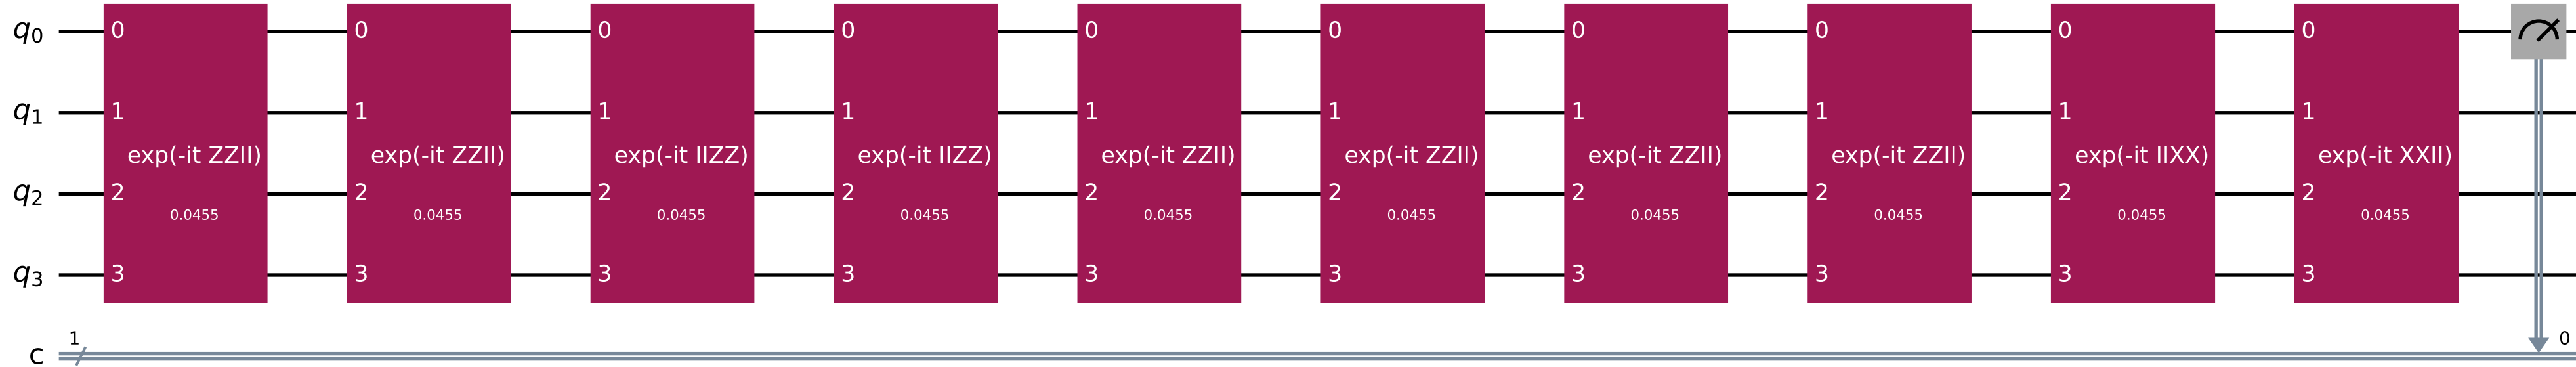 q0 0 0 0 0 0 0 0 0 0 0
q1 1 1 1 1 1 1 1 1 1 1
exp(-it ZZII) exp(-it ZZII) exp(-it IIZZ) exp(-it IIZZ) exp(-it ZZII) exp(-it ZZII) exp(-it ZZII) exp(-it ZZII) exp(-it IIXX) exp(-it XXII)
q2 2 2 2 2 2 2 2 2 2 2
0.0455 0.0455 0.0455 0.0455 0.0455 0.0455 0.0455 0.0455 0.0455 0.0455
q3 3 3 3 3 3 3 3 3 3 3
1 0
c